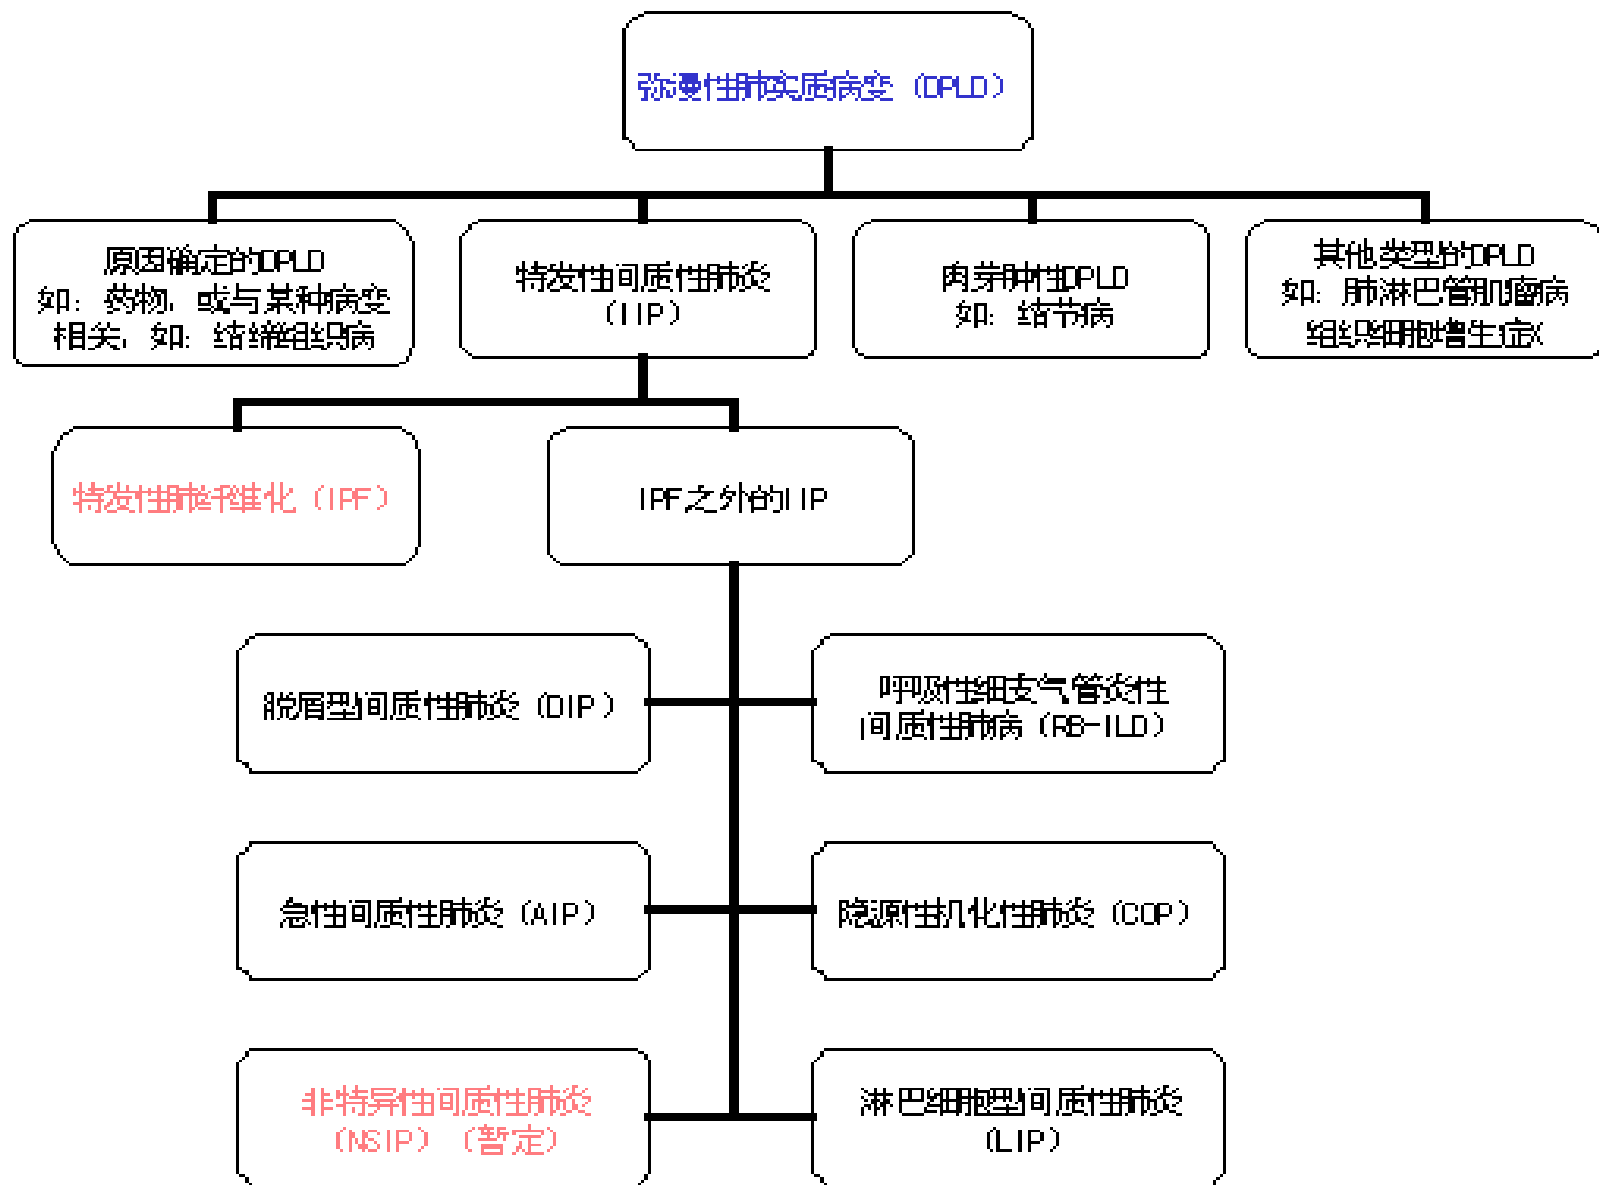 弥漫性肺实质病变（DPLD）
原因确定的DPLD
如：药物，或与某种病变
相关，如：结缔组织病
特发性间质性肺炎
（IIP）
肉芽肿性DPLD
如：结节病
其他类型的DPLD
如：肺淋巴管肌瘤病
组织细胞增生症
特发性肺纤维化（IPF）
IPF之外的IIP
脱屑型间质性肺炎（DIP）
呼吸性细支气管炎性
间质性肺病（RB-ILD）
急性间质性肺炎（AIP）
隐源性机化性肺炎（COP）
非特异性间质性肺炎
（NSIP）（暂定）
淋巴细胞型间质性肺炎
（LIP）